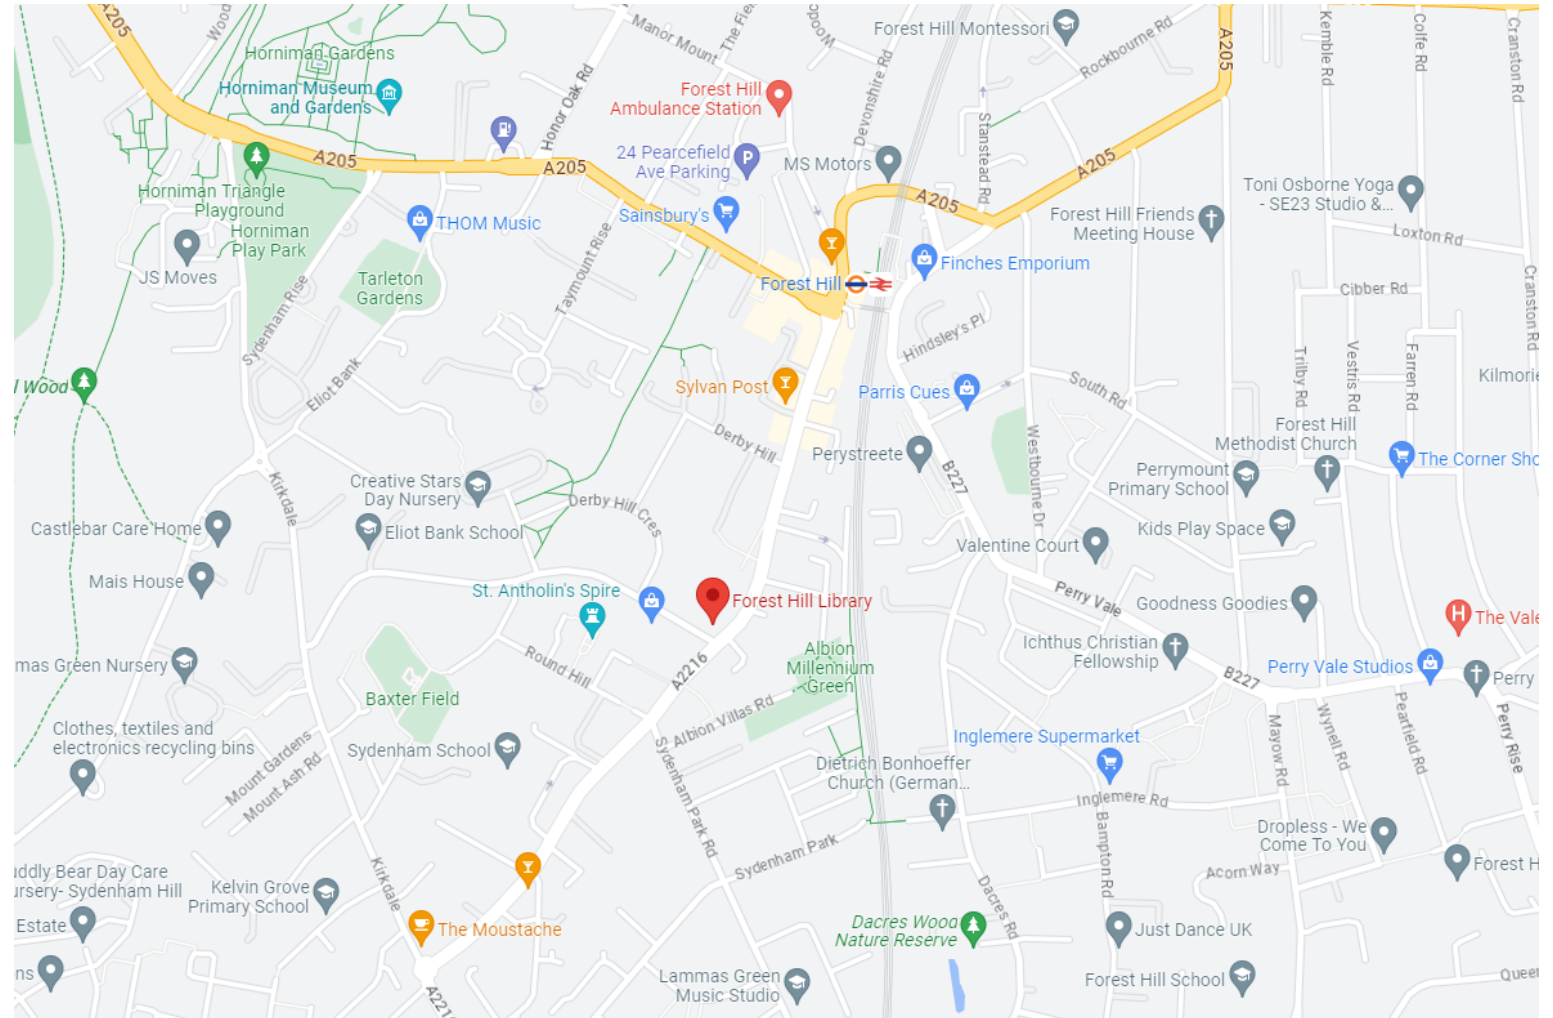 A205
Wood
Horniman Gardens
Horniman Museum
and Gardens
Manor Mount
The Fie
Forest Hill Montessori
Rockbourne Rd
A205
Kemble Rd
Colfe Rd
Cranston Rd
Honor Oak Rd
Forest Hill
Ambulance Station
Devonshire Rd
Stanstead Rd
A205
A205
24 Pearcefield
Ave Parking
MS Motors
A205
A205
Horniman Triangle
Playground
Horniman
Play Park
THOM Music
Sainsbury's
Toni Osborne Yoga
- SE23 Studio &...
Forest Hill Friends
Meeting House
Loxton Rd
JS Moves
Tarleton
Gardens
Taymount Rise
Forest Hill
Finches Emporium
Cibber Rd
Cranston Rd
Sydenham Rise
Hindsley's Pl
l Wood
Eliot Bank
Sylvan Post
Parris Cues
South Rd
Trilby Rd
Vestris Rd
Farren Rd
Kilmorie
Derby Hill
Perystreete
Westbourne Dr
Forest Hill
Methodist Church
The Corner Sho
Kirkdale
Creative Stars
Day Nursery
B227
Perrymount
Primary School
Castlebar Care Home
Eliot Bank School
Derby Hill Cres
Valentine Court
Kids Play Space
Mais House
St. Antholin's Spire
Forest Hill Library
Perry Vale
Goodness Goodies
The Vale
mas Green Nursery
Round Hill
A2216
Albion
Millennium
Green
Ichthus Christian
Fellowship
B227
Perry Vale Studios
Perry
Baxter Field
Albion Villas Rd
Clothes, textiles and
electronics recycling bins
Mount Gardens
Mount Ash Rd
Sydenham School
Sydenham Park Rd
Dietrich Bonhoeffer
Church (German...
Inglemere Supermarket
Inglemere Rd
Mayow Rd
Wynell Rd
Pearfield Rd
Perry Rise
Bampton Rd
Dropless - We
Come To You
Sydenham Park
Acorn Way
Forest H
uddly Bear Day Care
ursery- Sydenham Hill
Kelvin Grove
Primary School
Kirkdale
Estate
The Moustache
Dacres Wood
Nature Reserve
Dacres Rd
Just Dance UK
ns
A221
Lammas Green
Music Studio
Forest Hill School
Queer